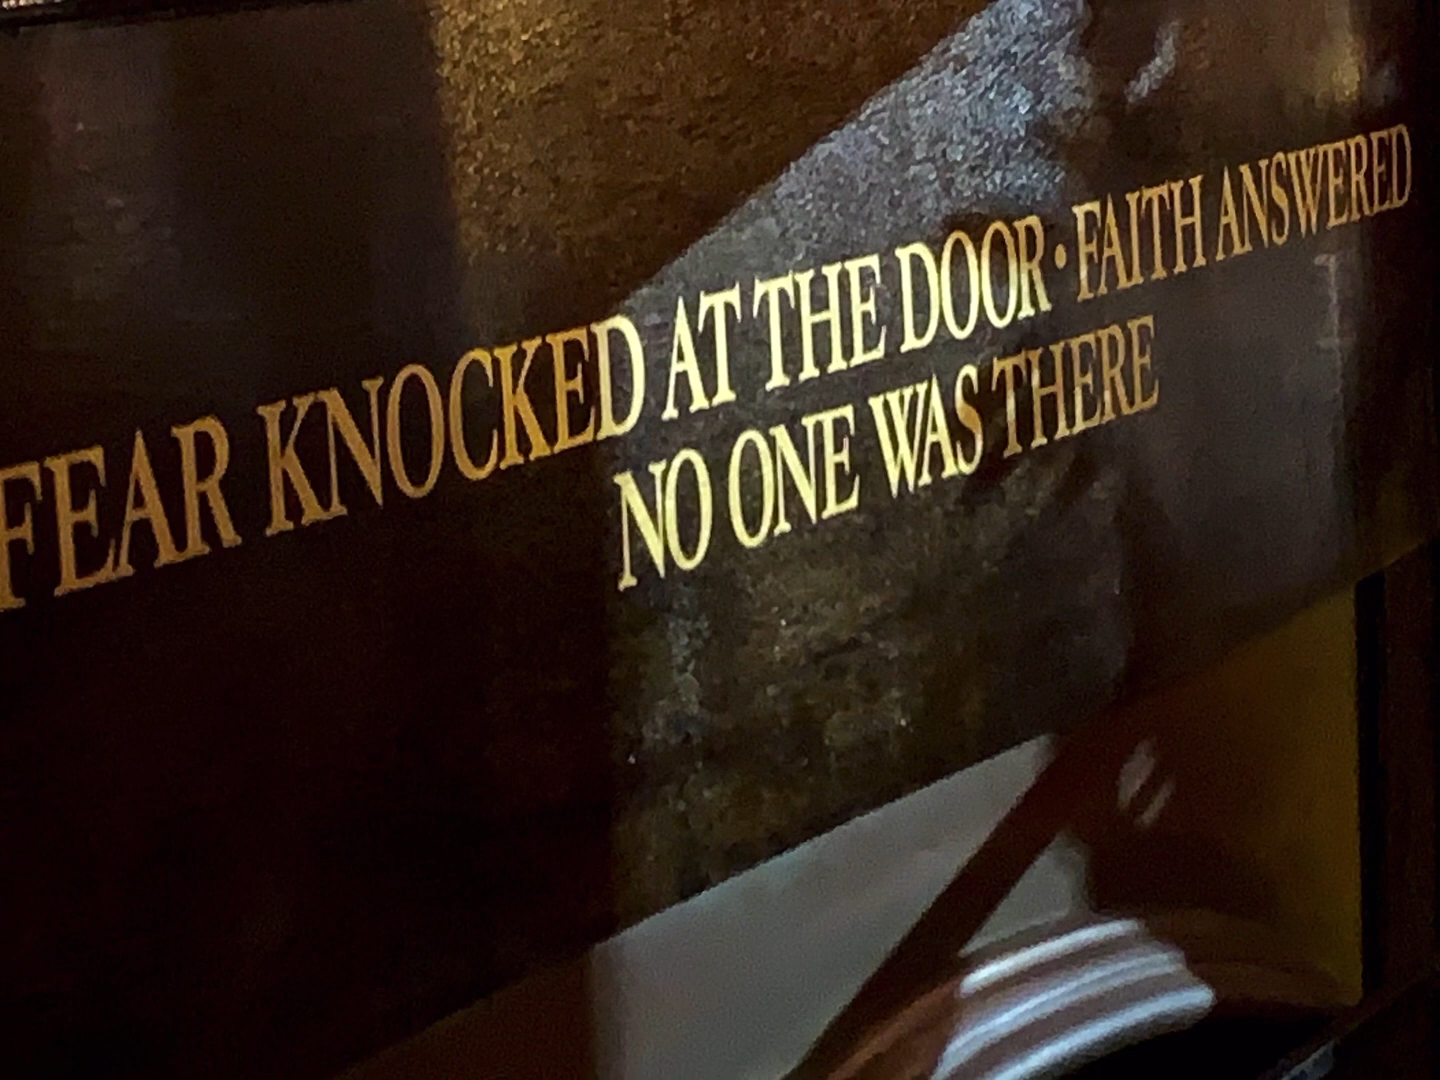 FEAR KNOCKED AT THE DOOR • FAITH ANSWERED
NO ONE WAS THERE